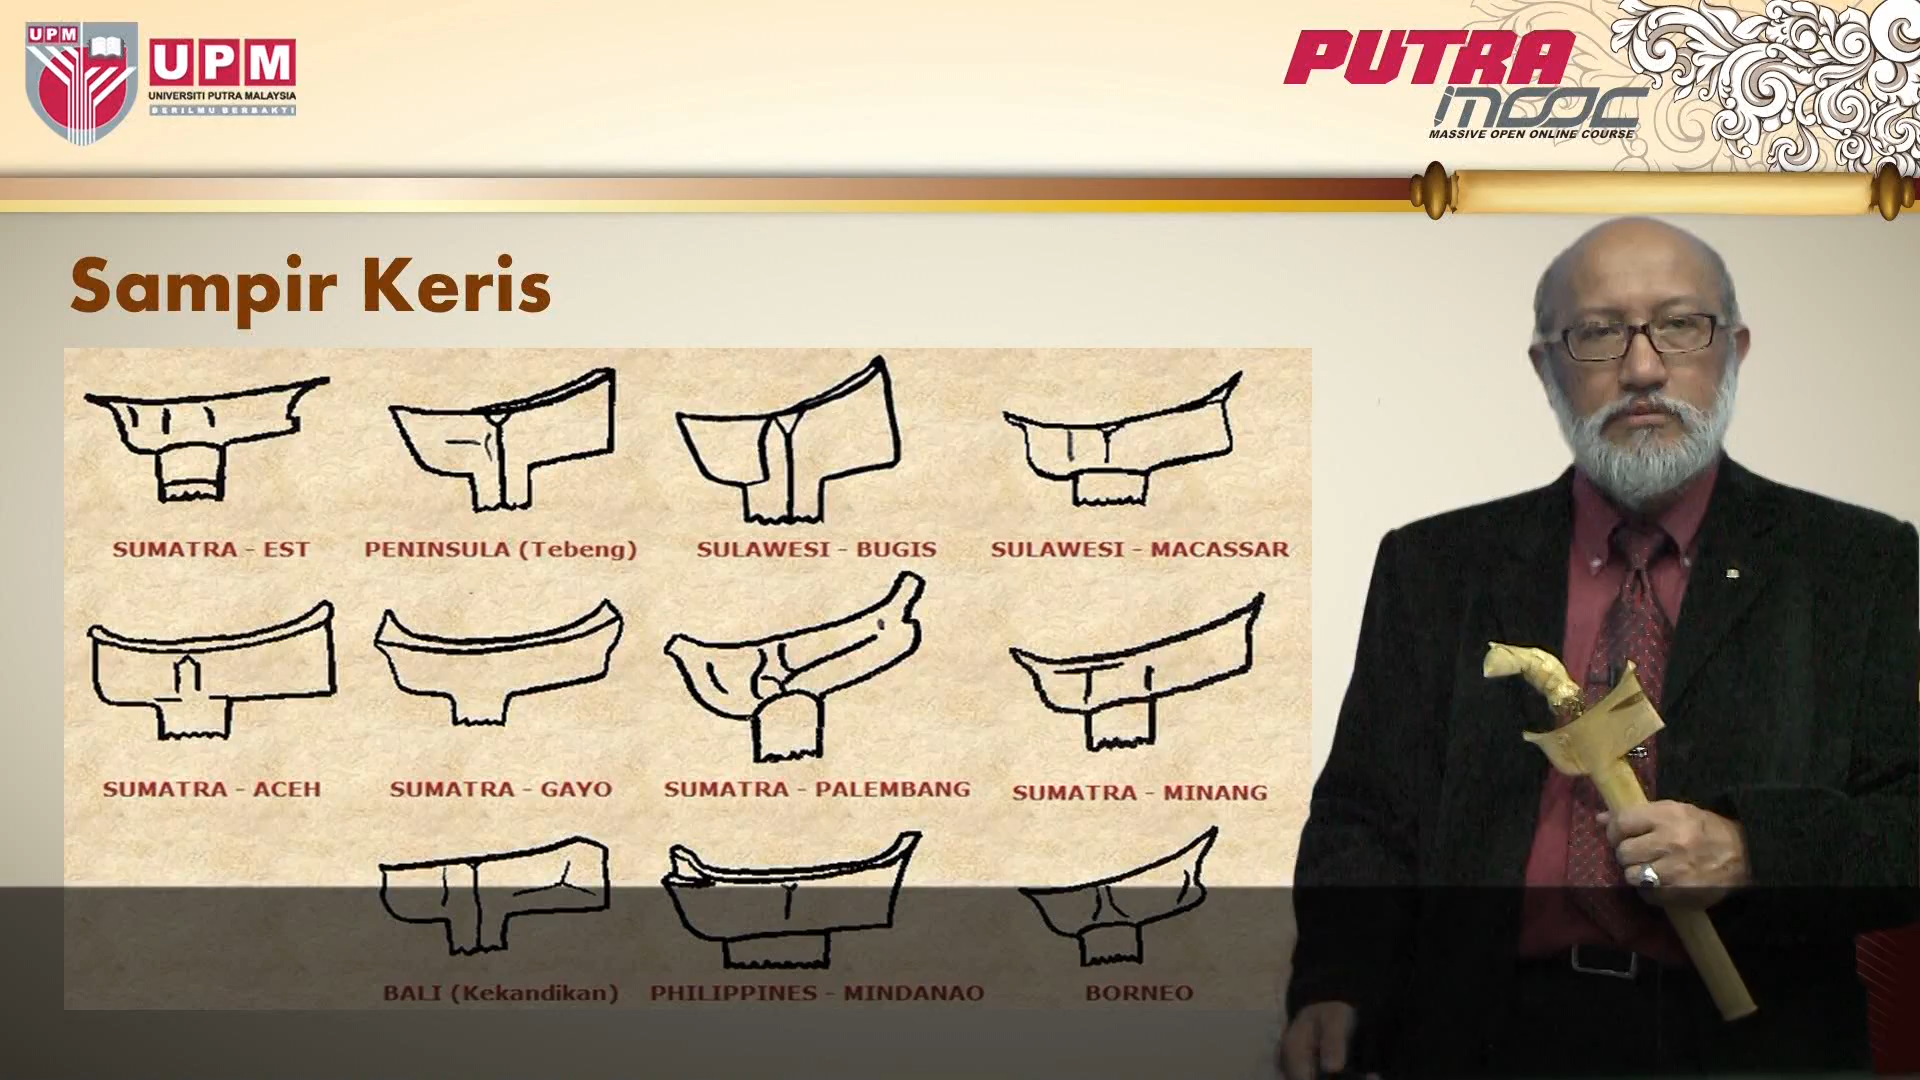 UPM
UPM
UNIVERSITI PUTRA MALAYSIA
BERILMU BERBAKTI
PUTRA
MOOC
MASSIVE OPEN ONLINE COURSE
Sampir Keris
SUMATRA - EST
PENINSULA (Tebeng)
SULAWESI - BUGIS
SULAWESI - MACASSAR
SUMATRA - ACEH
SUMATRA - GAYO
SUMATRA - PALEMBANG
SUMATRA - MINANG
BALI (Kekandikan)
PHILIPPINES - MINDANAO
BORNEO